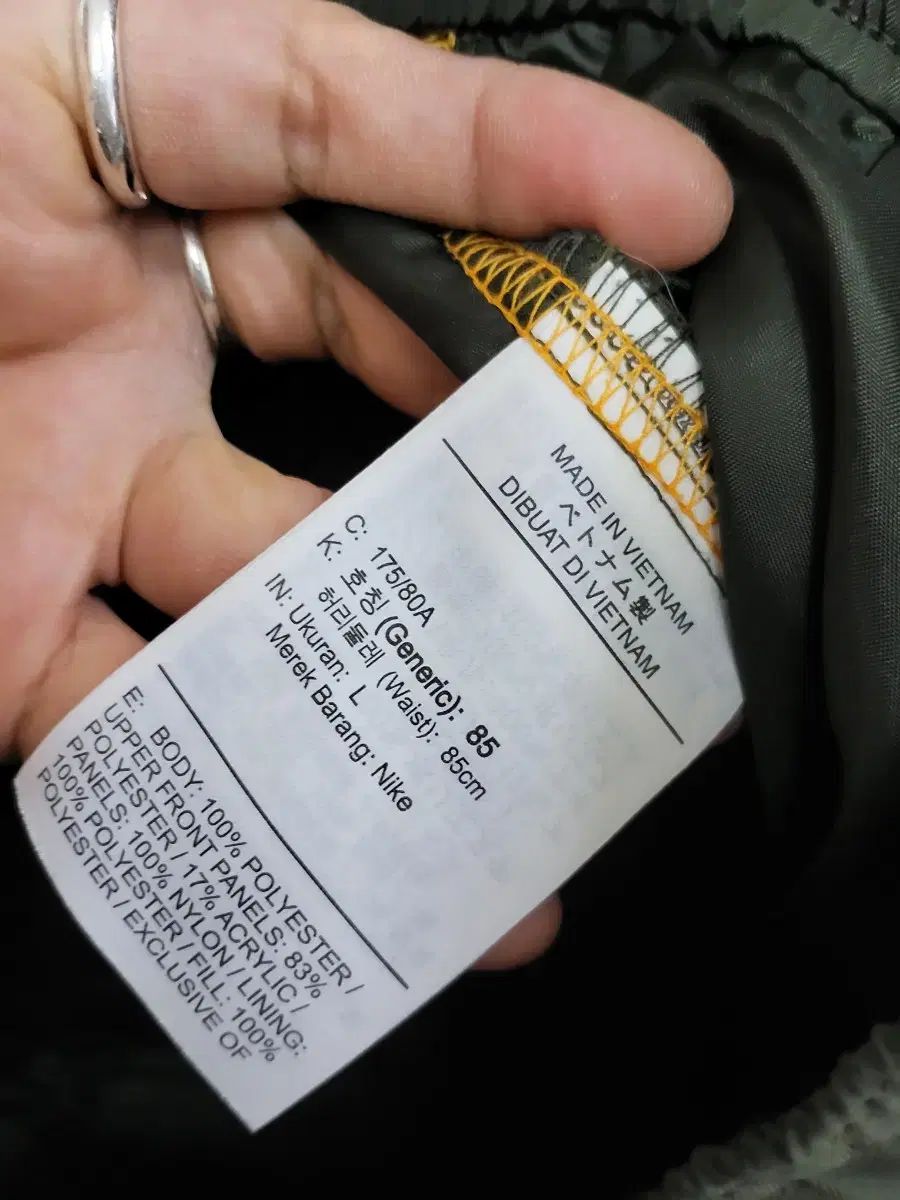 MADE IN VIETNAM
ベトナム製
DIBUAT DI VIETNAM
C: 175/80A
K: 호칭 (Generic): 85
허리둘레 (Waist): 85cm
IN: Ukuran: L
Merek Barang: Nike
E: BODY: 100% POLYESTER /
UPPER FRONT PANELS: 83%
POLYESTER / 17% ACRYLIC /
PANELS: 100% NYLON / LINING:
100% POLYESTER / FILL: 100%
POLYESTER / EXCLUSIVE OF